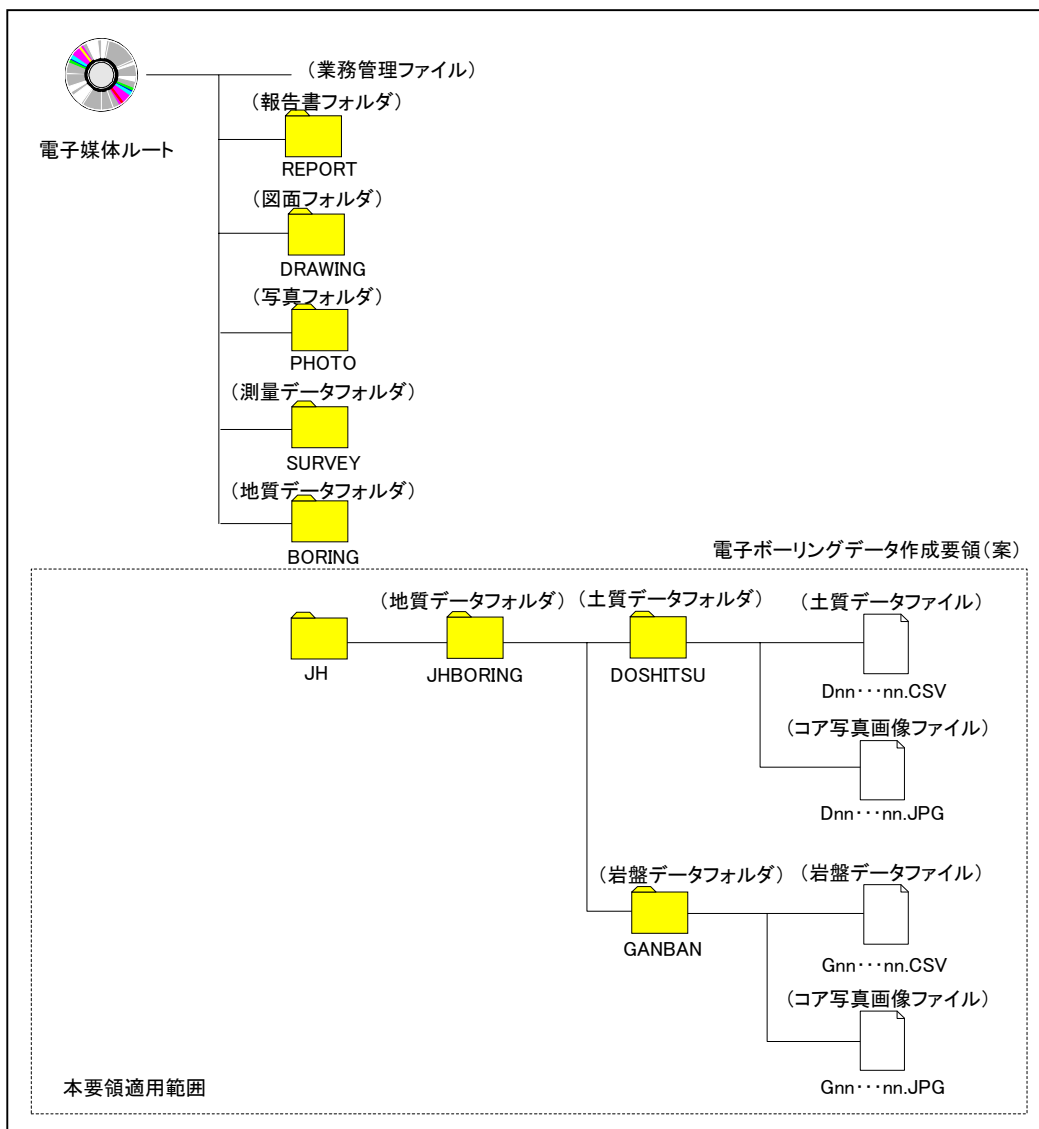 (業務管理ファイル)
(報告書フォルダ)
電子媒体ルート
REPORT
(図面フォルダ)
DRAWING
(写真フォルダ)
PHOTO
(測量データフォルダ)
SURVEY
(地質データフォルダ)
BORING
電子ボーリングデータ作成要領(案)
(地質データフォルダ) (土質データフォルダ) (土質データファイル)
JH JHBORING DOSHITSU
Dnn・・・nn.CSV
(コア写真画像ファイル)
Dnn・・・nn.JPG
(岩盤データフォルダ) (岩盤データファイル)
GANBAN
Gnn・・・nn.CSV
(コア写真画像ファイル)
本要領適用範囲
Gnn・・・nn.JPG